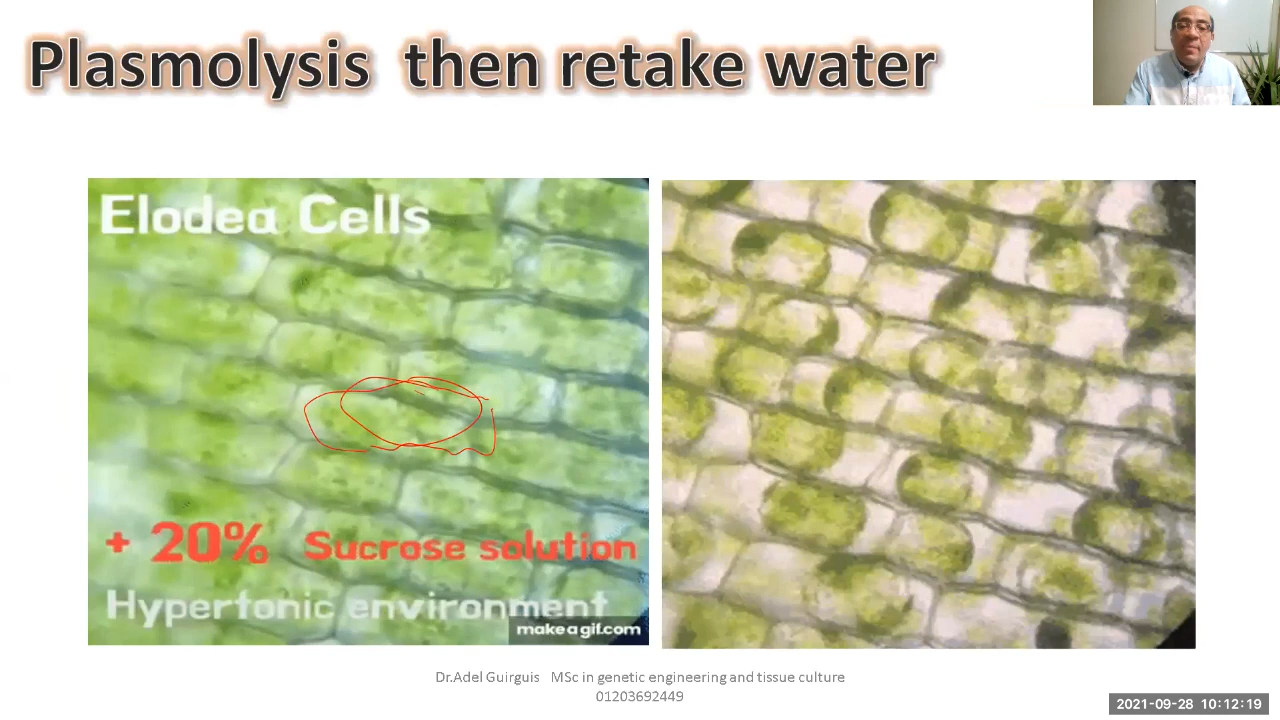 Plasmolysis then retake water
Elodea Cells
+ 20% Sucrose solution
Hypertonic environment
makeagif.com
Dr.Adel Guirguis MSc in genetic engineering and tissue culture
01203692449
2021-09-28 10:12:19